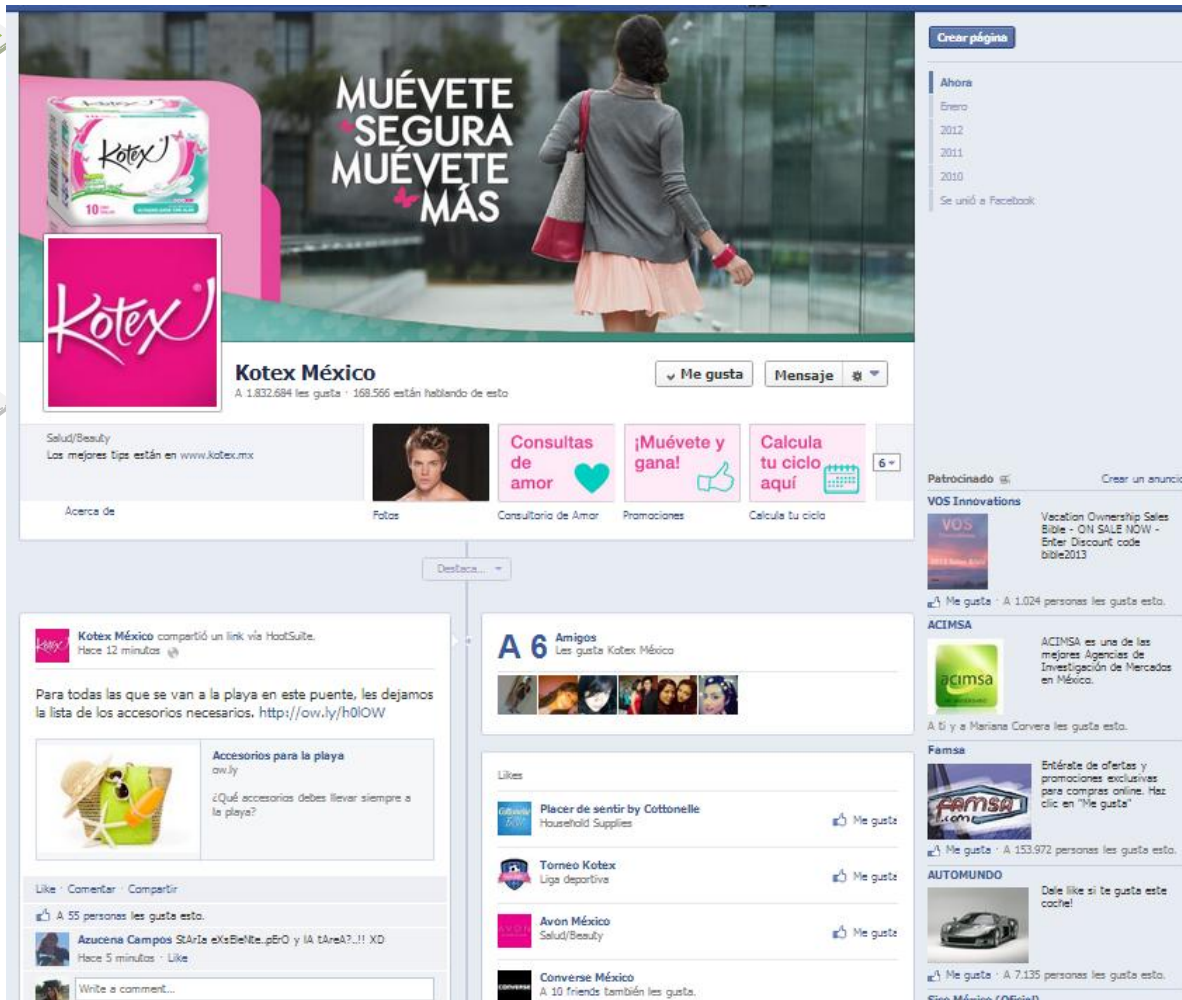 Crear página
Ahora
Enero
2012
2011
2010
Se unió a Facebook
MUÉVETE
SEGURA
MUÉVETE
MÁS
Kotex
10
Kotex
Kotex México
A 1.832.684 les gusta · 168.566 están hablando de esto
Me gusta
Mensaje
Salud/Beauty
Los mejores tips están en www.kotex.mx
Acerca de
Fotos
Consultas
de
amor
Consultorio de Amor
¡Muévete y
gana!
Promociones
Calcula
tu ciclo
aquí
Calcula tu ciclo
6
Destaca...
Kotex México compartió un link vía HootSuite.
Hace 12 minutos
Para todas las que se van a la playa en este puente, les dejamos
la lista de los accesorios necesarios. http://ow.ly/h0lOW
Accesorios para la playa
ow.ly
¿Qué accesorios debes llevar siempre a
la playa?
Like · Comentar · Compartir
A 55 personas les gusta esto.
Azucena Campos StArIa eXsEleNte..pErO y lA tAreA?..!! XD
Hace 5 minutos · Like
Write a comment...
A 6 Amigos
Les gusta Kotex México
Likes
Placer de sentir by Cottonelle
Household Supplies
Me gusta
Torneo Kotex
Liga deportiva
Me gusta
AVON
Avon México
Salud/Beauty
Me gusta
CONVERSE
Converse México
A 10 friends también les gusta.
Patrocinado
Crear un anuncio
VOS Innovations
VOS
Vacation Ownership Sales
Bible - ON SALE NOW -
Enter Discount code
bible2013
Me gusta · A 1.024 personas les gusta esto.
ACIMSA
acimsa
ACIMSA es una de las
mejores Agencias de
Investigación de Mercados
en México.
A ti y a Mariana Corvera les gusta esto.
Famsa
FAMSA
.com
Entérate de ofertas y
promociones exclusivas
para compras online. Haz
clic en "Me gusta"
Me gusta · A 153.972 personas les gusta esto.
AUTOMUNDO
Dale like si te gusta este
coche!
Me gusta · A 7.135 personas les gusta esto.